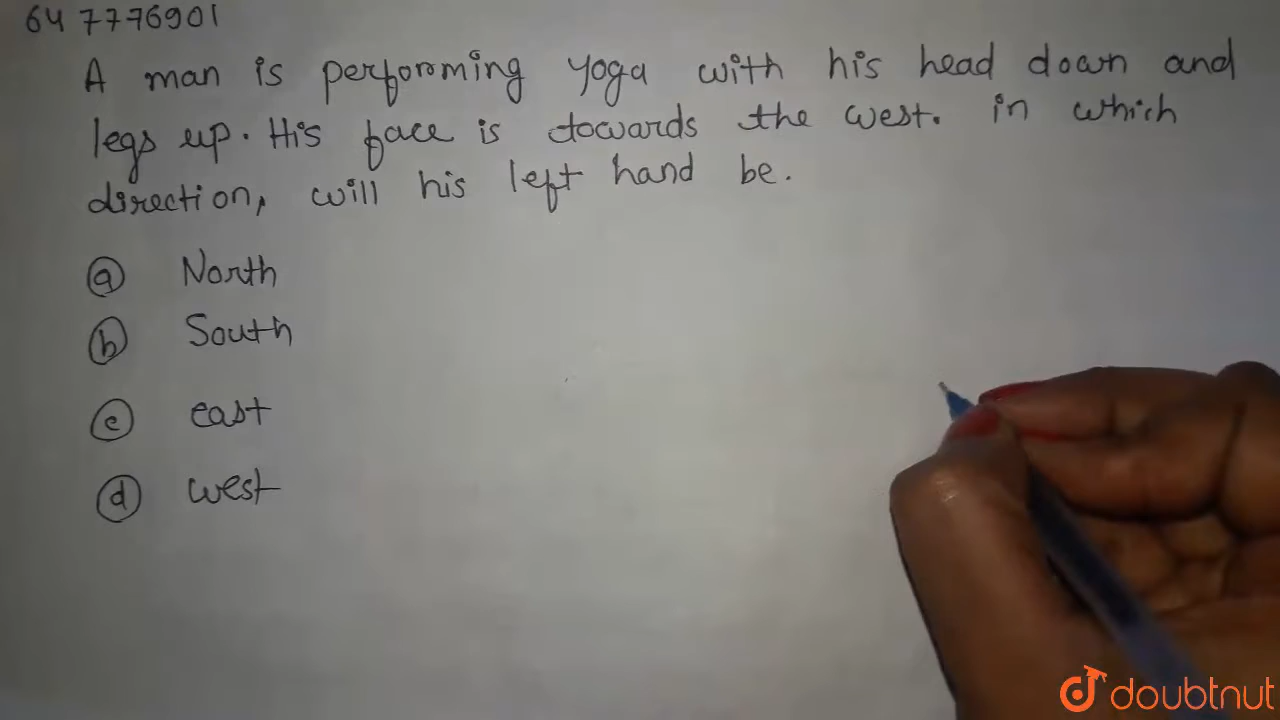 64 7776901
A man is performing yoga with his head down and
legs up. His face is towards the west. in which
direction, will his left hand be.
(a) North
(b) South
(c) east
(d) west
doubtnut